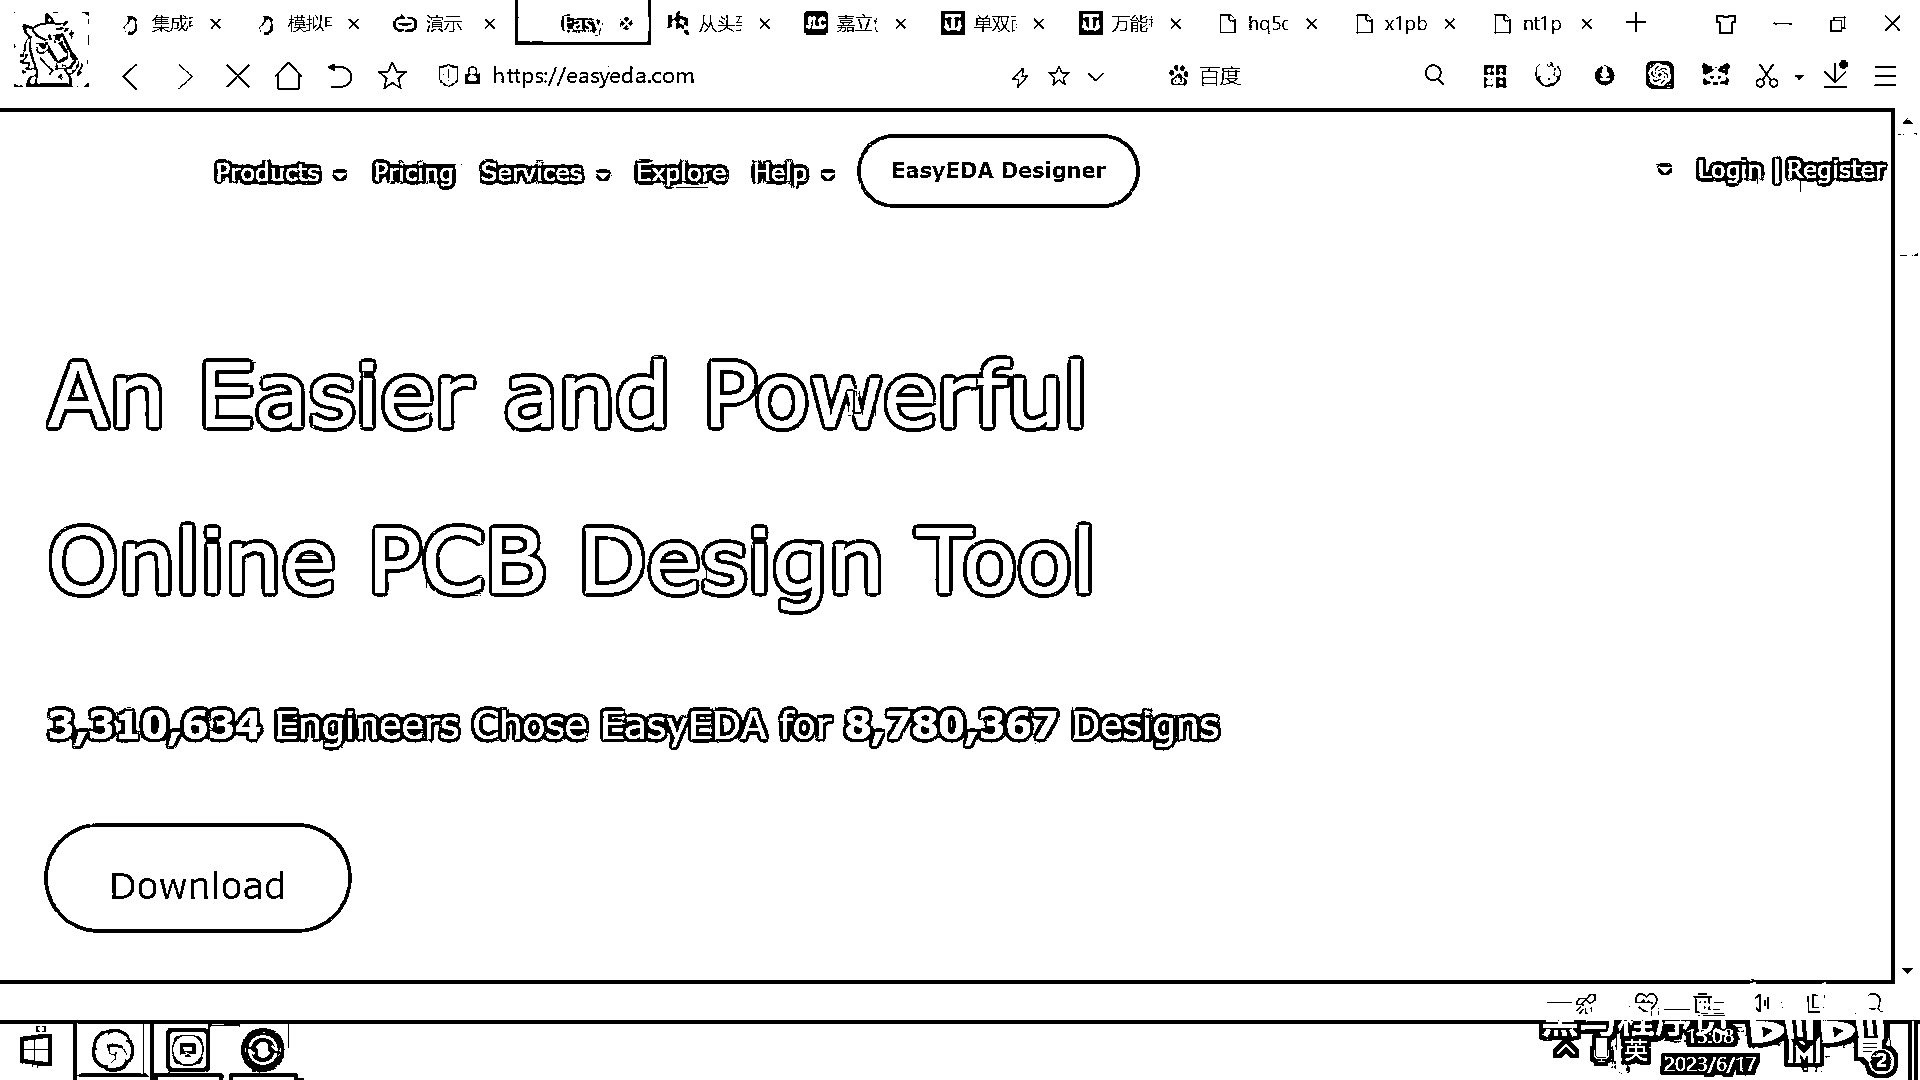 集成 模拟 演示 Easy 从头 嘉立 单双 万能 hq5c x1pb nt1p
https://easyeda.com 百度
Products Pricing Services Explore Help EasyEDA Designer Login | Register
An Easier and Powerful
Online PCB Design Tool
3,310,634 Engineers Chose EasyEDA for 8,780,367 Designs
Download
15:08
英
2023/6/17
2